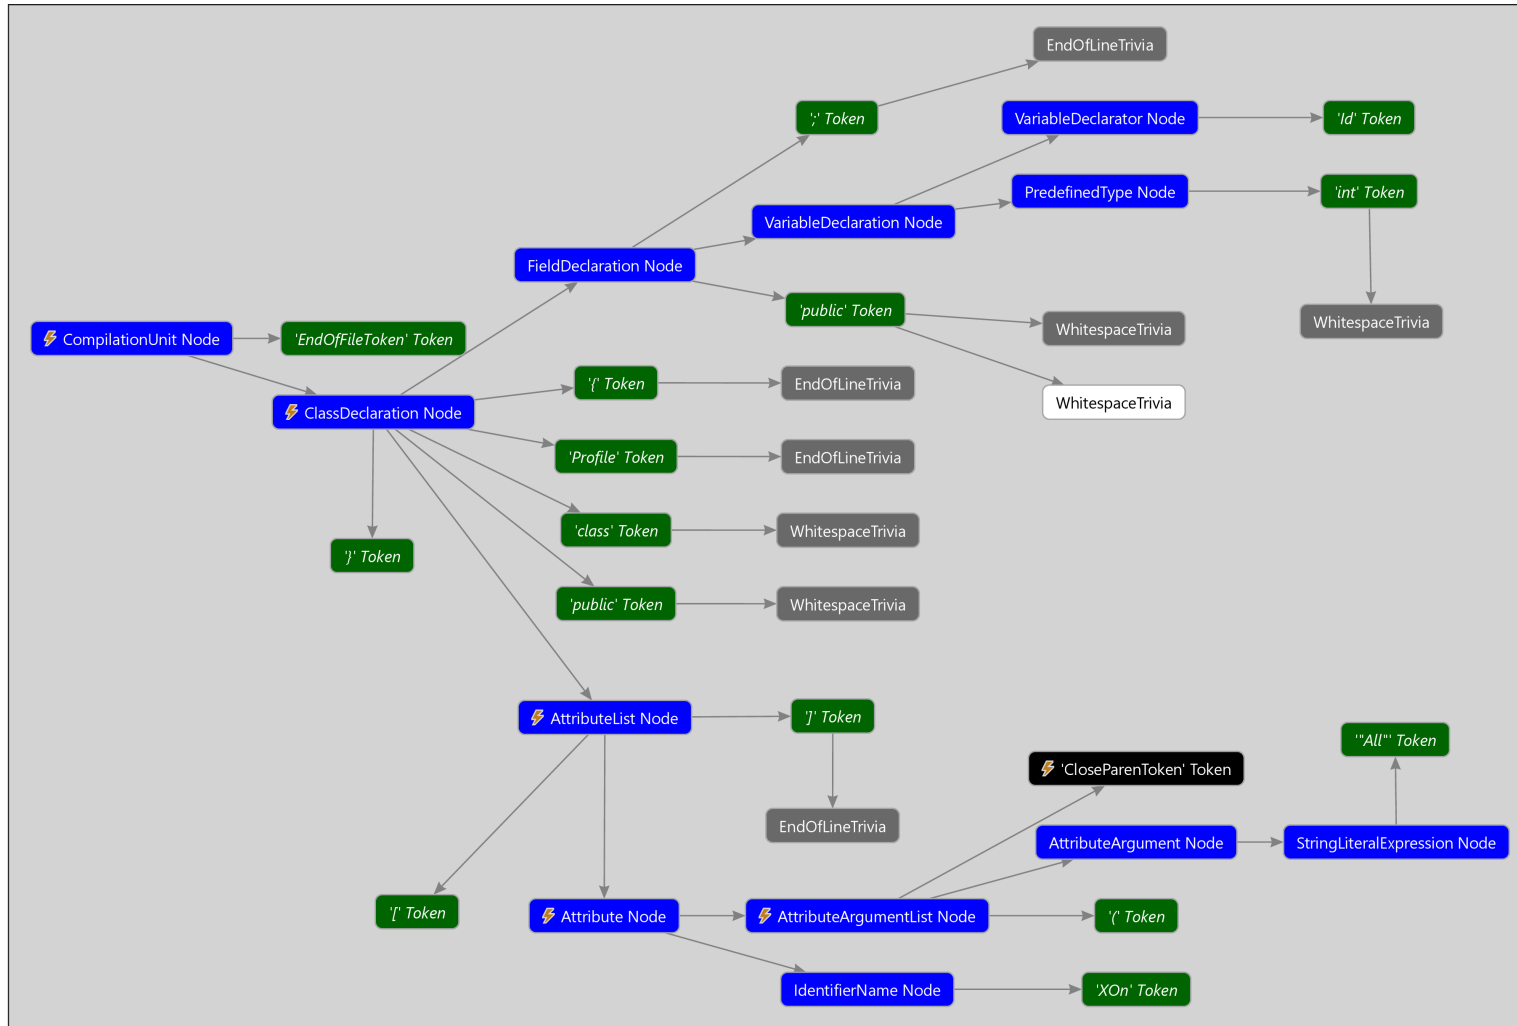 EndOfLineTrivia
';' Token
VariableDeclarator Node
'Id' Token
PredefinedType Node
'int' Token
VariableDeclaration Node
FieldDeclaration Node
'public' Token
WhitespaceTrivia
WhitespaceTrivia
CompilationUnit Node
'EndOfFileToken' Token
'{' Token
EndOfLineTrivia
WhitespaceTrivia
ClassDeclaration Node
'Profile' Token
EndOfLineTrivia
'class' Token
WhitespaceTrivia
'}' Token
'public' Token
WhitespaceTrivia
AttributeList Node
']' Token
'"All"' Token
'CloseParenToken' Token
EndOfLineTrivia
AttributeArgument Node
StringLiteralExpression Node
'[' Token
Attribute Node
AttributeArgumentList Node
'(' Token
IdentifierName Node
'XOn' Token